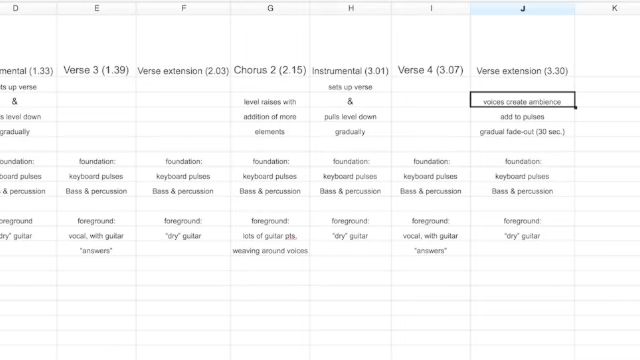 D E F G H I J K
mental (1.33) Verse 3 (1.39) Verse extension (2.03) Chorus 2 (2.15) Instrumental (3.01) Verse 4 (3.07) Verse extension (3.30)
ets up verse sets up verse
& level raises with & voices create ambience
s level down addition of more pulls level down add to pulses
gradually elements gradually gradual fade-out (30 sec.)
oundation: foundation: foundation: foundation: foundation: foundation: foundation:
board pulses keyboard pulses keyboard pulses keyboard pulses keyboard pulses keyboard pulses keyboard pulses
& percussion Bass & percussion Bass & percussion Bass & percussion Bass & percussion Bass & percussion Bass & percussion
oreground foreground: foreground: foreground: foreground: foreground: foreground:
dry" guitar vocal, with guitar "dry" guitar lots of guitar pts. "dry" guitar vocal, with guitar "dry" guitar
"answers" weaving around voices "answers"